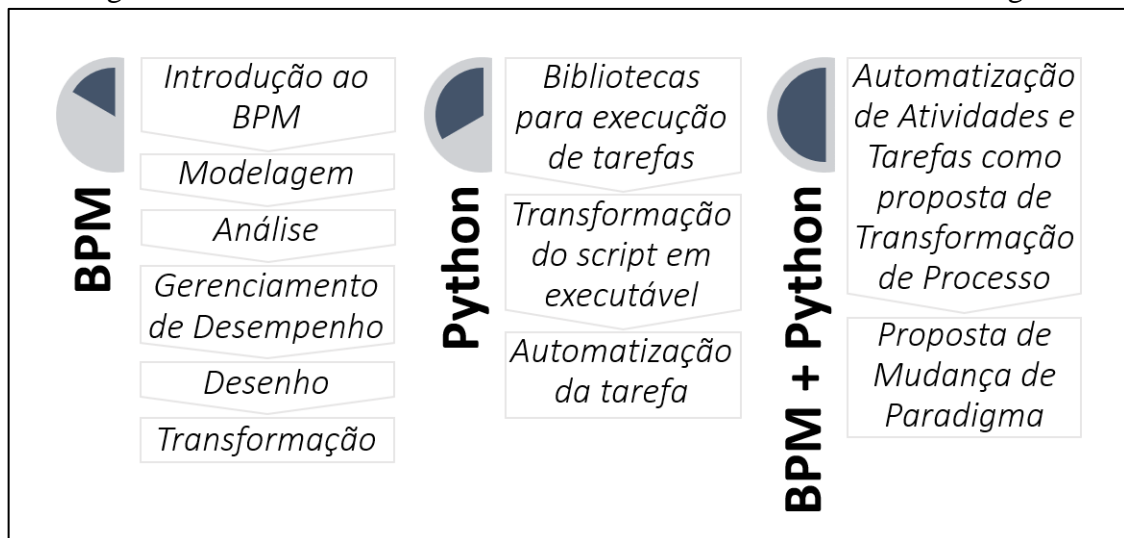 BPM
Introdução ao
BPM
Modelagem
Análise
Gerenciamento
de Desempenho
Desenho
Transformação
Python
Bibliotecas
para execução
de tarefas
Transformação
do script em
executável
Automatização
da tarefa
BPM + Python
Automatização
de Atividades e
Tarefas como
proposta de
Transformação
de Processo
Proposta de
Mudança de
Paradigma